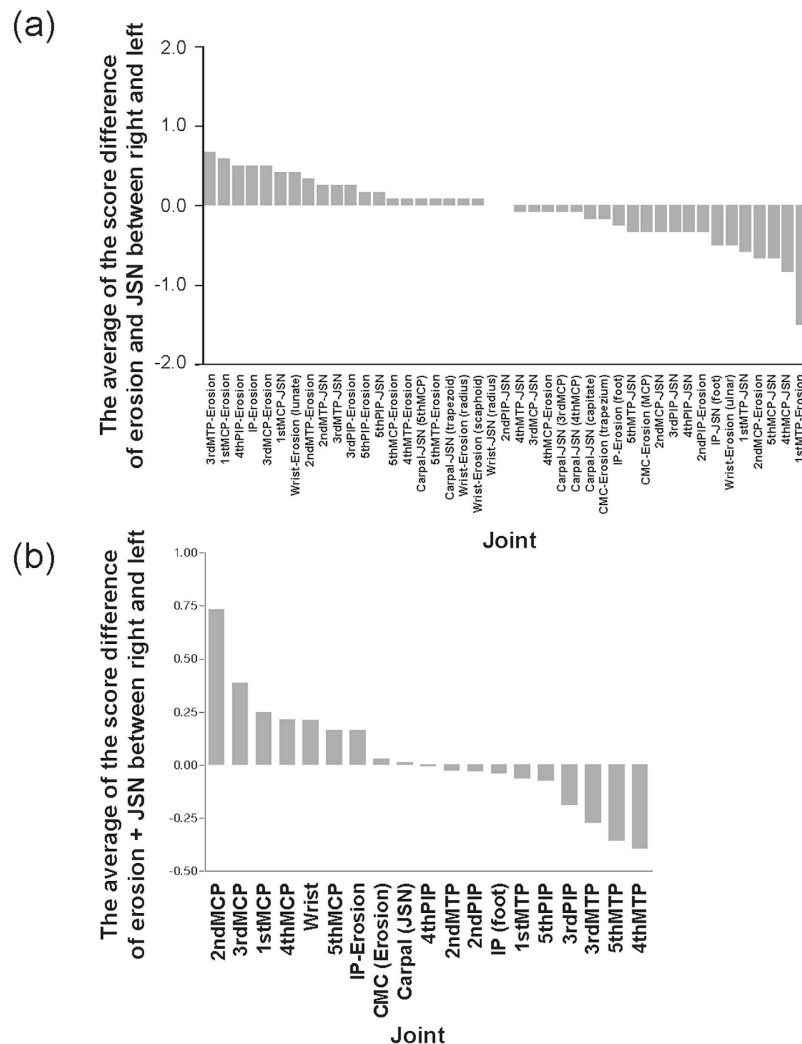 (a)
The average of the score difference
of erosion and JSN between right and left
2.0
1.0
0.0
-1.0
-2.0
3rdMTP-Erosion
1stMCP-Erosion
4thPIP-Erosion
IP-Erosion
3rdMCP-Erosion
1stMCP-JSN
Wrist-Erosion (lunate)
2ndMTP-Erosion
2ndMTP-JSN
3rdMTP-JSN
3rdPIP-Erosion
5thPIP-Erosion
5thPIP-JSN
5thMCP-Erosion
4thMTP-Erosion
Carpal-JSN (5thMCP)
5thMTP-Erosion
Carpal-JSN (trapezoid)
Wrist-Erosion (radius)
Wrist-Erosion (scaphoid)
Wrist-JSN (radius)
2ndPIP-JSN
4thMTP-JSN
3rdMCP-JSN
4thMCP-Erosion
Carpal-JSN (3rdMCP)
Carpal-JSN (4thMCP)
Carpal-JSN (capitate)
CMC-Erosion (trapezium)
IP-Erosion (foot)
5thMTP-JSN
CMC-Erosion (MCP)
2ndMCP-JSN
3rdPIP-JSN
4thPIP-JSN
2ndPIP-Erosion
IP-JSN (foot)
Wrist-Erosion (ulnar)
1stMTP-JSN
2ndMCP-Erosion
5thMCP-JSN
4thMCP-JSN
1stMTP-Erosion
Joint
(b)
The average of the score difference
of erosion + JSN between right and left
1.00
0.75
0.50
0.25
0.00
-0.25
-0.50
2ndMCP
3rdMCP
1stMCP
4thMCP
Wrist
5thMCP
IP-Erosion
CMC (Erosion)
Carpal (JSN)
4thPIP
2ndMTP
2ndPIP
IP (foot)
1stMTP
5thPIP
3rdPIP
3rdMTP
5thMTP
4thMTP
Joint